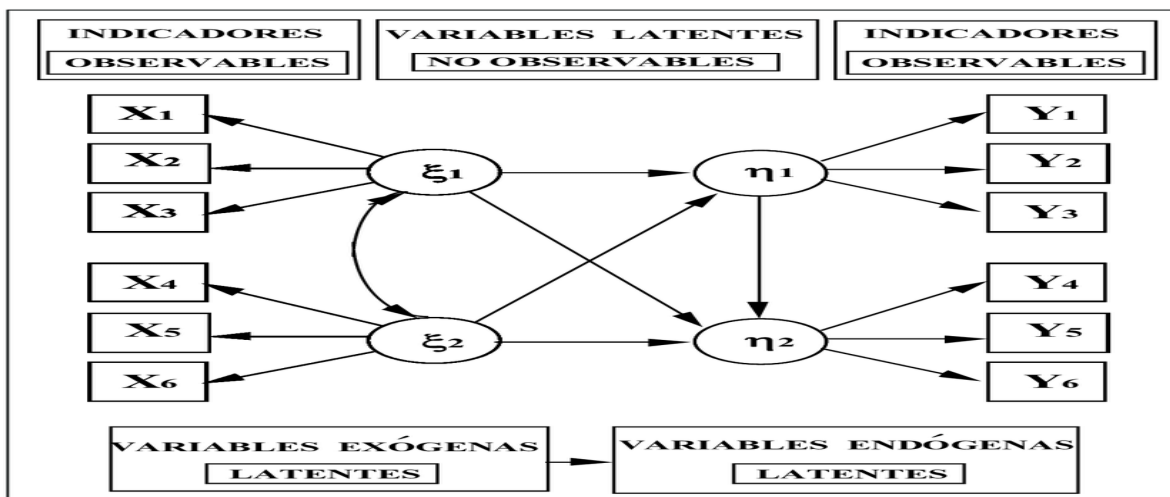 INDICADORES
OBSERVABLES
VARIABLES LATENTES
NO OBSERVABLES
INDICADORES
OBSERVABLES
X1
X2
X3
ξ1
η1
Y1
Y2
Y3
X4
X5
X6
ξ2
η2
Y4
Y5
Y6
VARIABLES EXÓGENAS
LATENTES
VARIABLES ENDÓGENAS
LATENTES